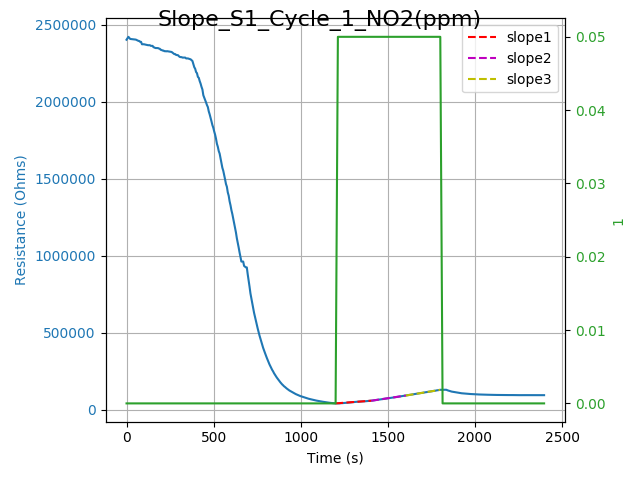 Slope_S1_Cycle_1_NO2(ppm)
slope1
slope2
slope3
2500000
2000000
1500000
1000000
500000
0
Resistance (Ohms)
0.05
0.04
0.03
0.02
0.01
0.00
1
0 500 1000 1500 2000 2500
Time (s)